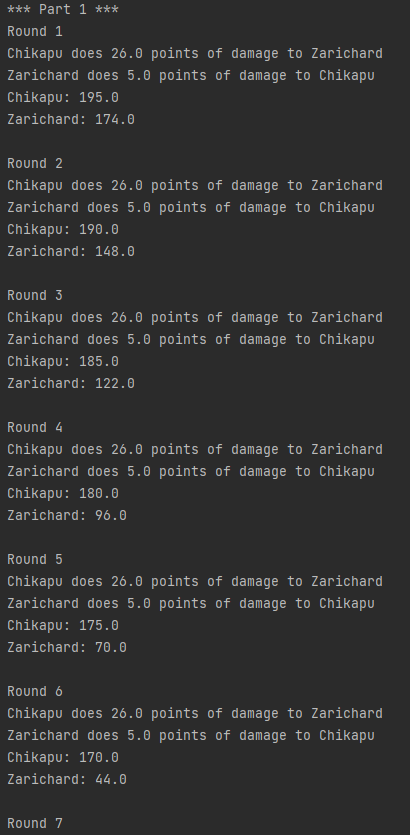 *** Part 1 ***
Round 1
Chikapu does 26.0 points of damage to Zarichard
Zarichard does 5.0 points of damage to Chikapu
Chikapu: 195.0
Zarichard: 174.0

Round 2
Chikapu does 26.0 points of damage to Zarichard
Zarichard does 5.0 points of damage to Chikapu
Chikapu: 190.0
Zarichard: 148.0

Round 3
Chikapu does 26.0 points of damage to Zarichard
Zarichard does 5.0 points of damage to Chikapu
Chikapu: 185.0
Zarichard: 122.0

Round 4
Chikapu does 26.0 points of damage to Zarichard
Zarichard does 5.0 points of damage to Chikapu
Chikapu: 180.0
Zarichard: 96.0

Round 5
Chikapu does 26.0 points of damage to Zarichard
Zarichard does 5.0 points of damage to Chikapu
Chikapu: 175.0
Zarichard: 70.0

Round 6
Chikapu does 26.0 points of damage to Zarichard
Zarichard does 5.0 points of damage to Chikapu
Chikapu: 170.0
Zarichard: 44.0

Round 7